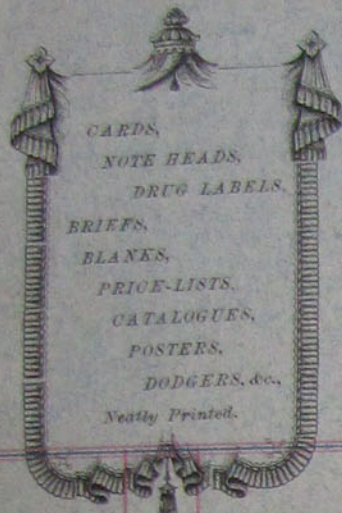 CARDS,
NOTE HEADS,
DRUG LABELS,
BRIEFS,
BLANKS,
PRICE-LISTS,
CATALOGUES,
POSTERS,
DODGERS, &c.,
Neatly Printed.